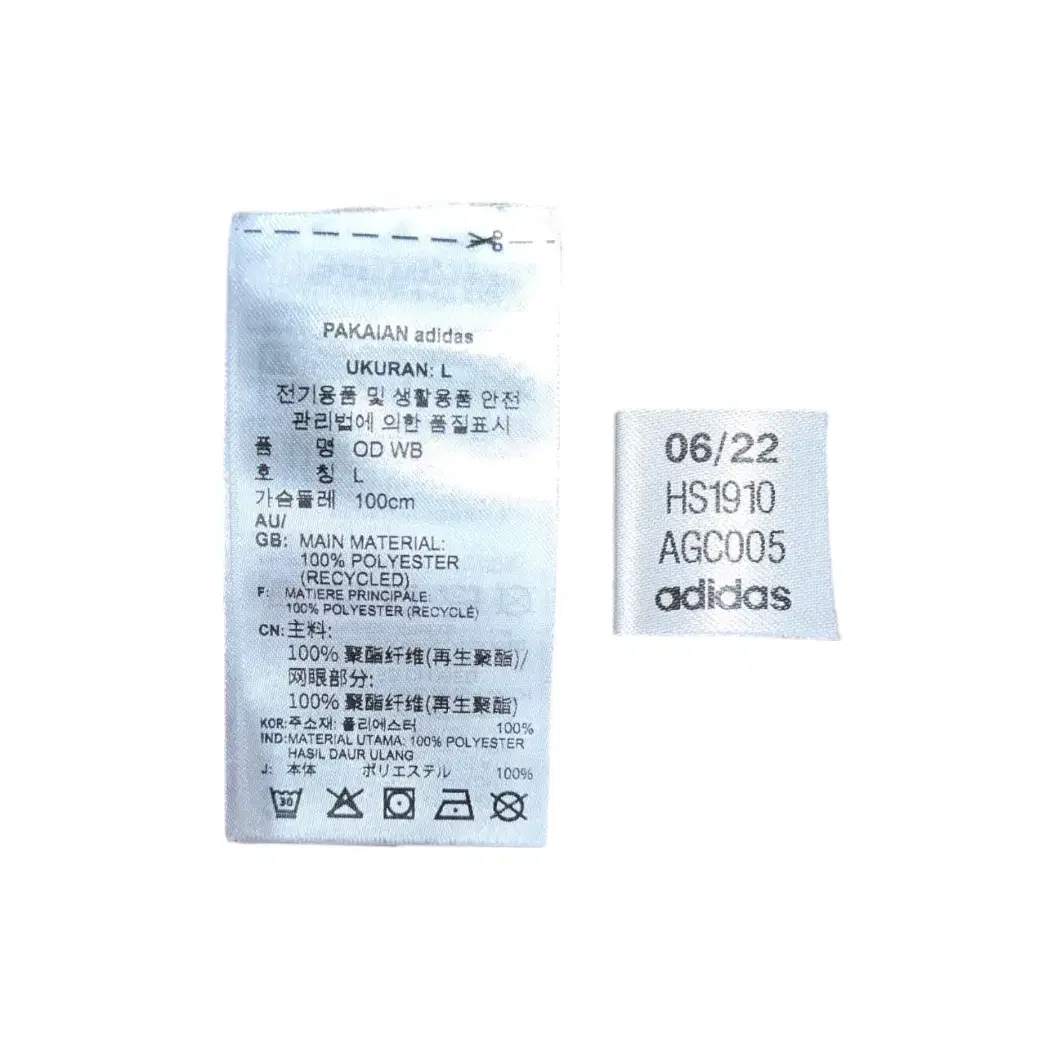 PAKAIAN adidas
UKURAN: L
전기용품 및 생활용품 안전
관리법에 의한 품질표시
품 명 OD WB
호 칭 L
가슴둘레 100cm
AU/
GB: MAIN MATERIAL:
100% POLYESTER
(RECYCLED)
F: MATIERE PRINCIPALE:
100% POLYESTER (RECYCLÉ)
CN: 主料:
100% 聚酯纤维(再生聚酯)/
网眼部分:
100% 聚酯纤维(再生聚酯)
KOR: 주소재: 폴리에스터 100%
IND: MATERIAL UTAMA: 100% POLYESTER
HASIL DAUR ULANG
J: 本体 ポリエステル 100%
30
06/22
HS1910
AGC005
adidas